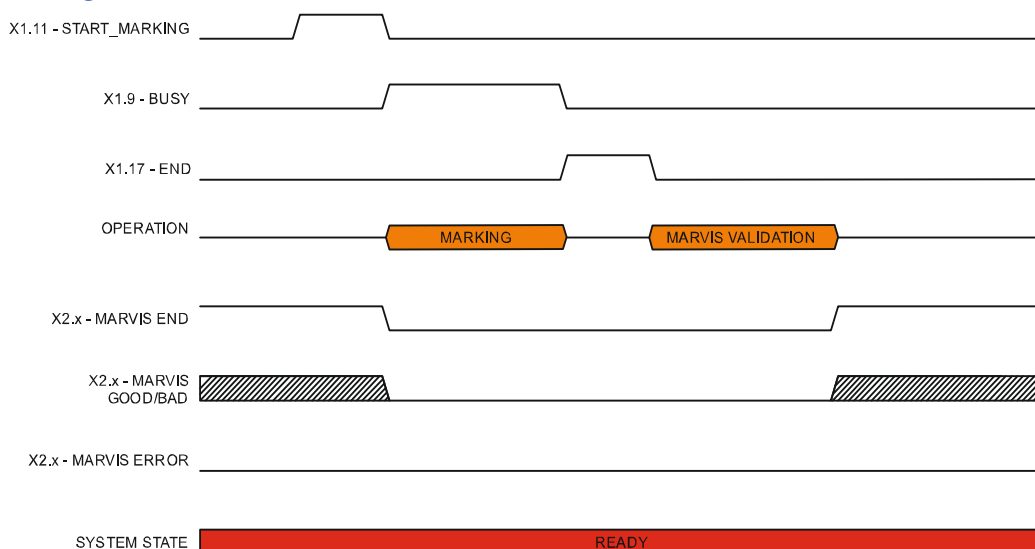 X1.11 - START_MARKING
X1.9 - BUSY
X1.17 - END
OPERATION
MARKING
MARVIS VALIDATION
X2.x - MARVIS END
X2.x - MARVIS
GOOD/BAD
X2.x - MARVIS ERROR
SYSTEM STATE
READY